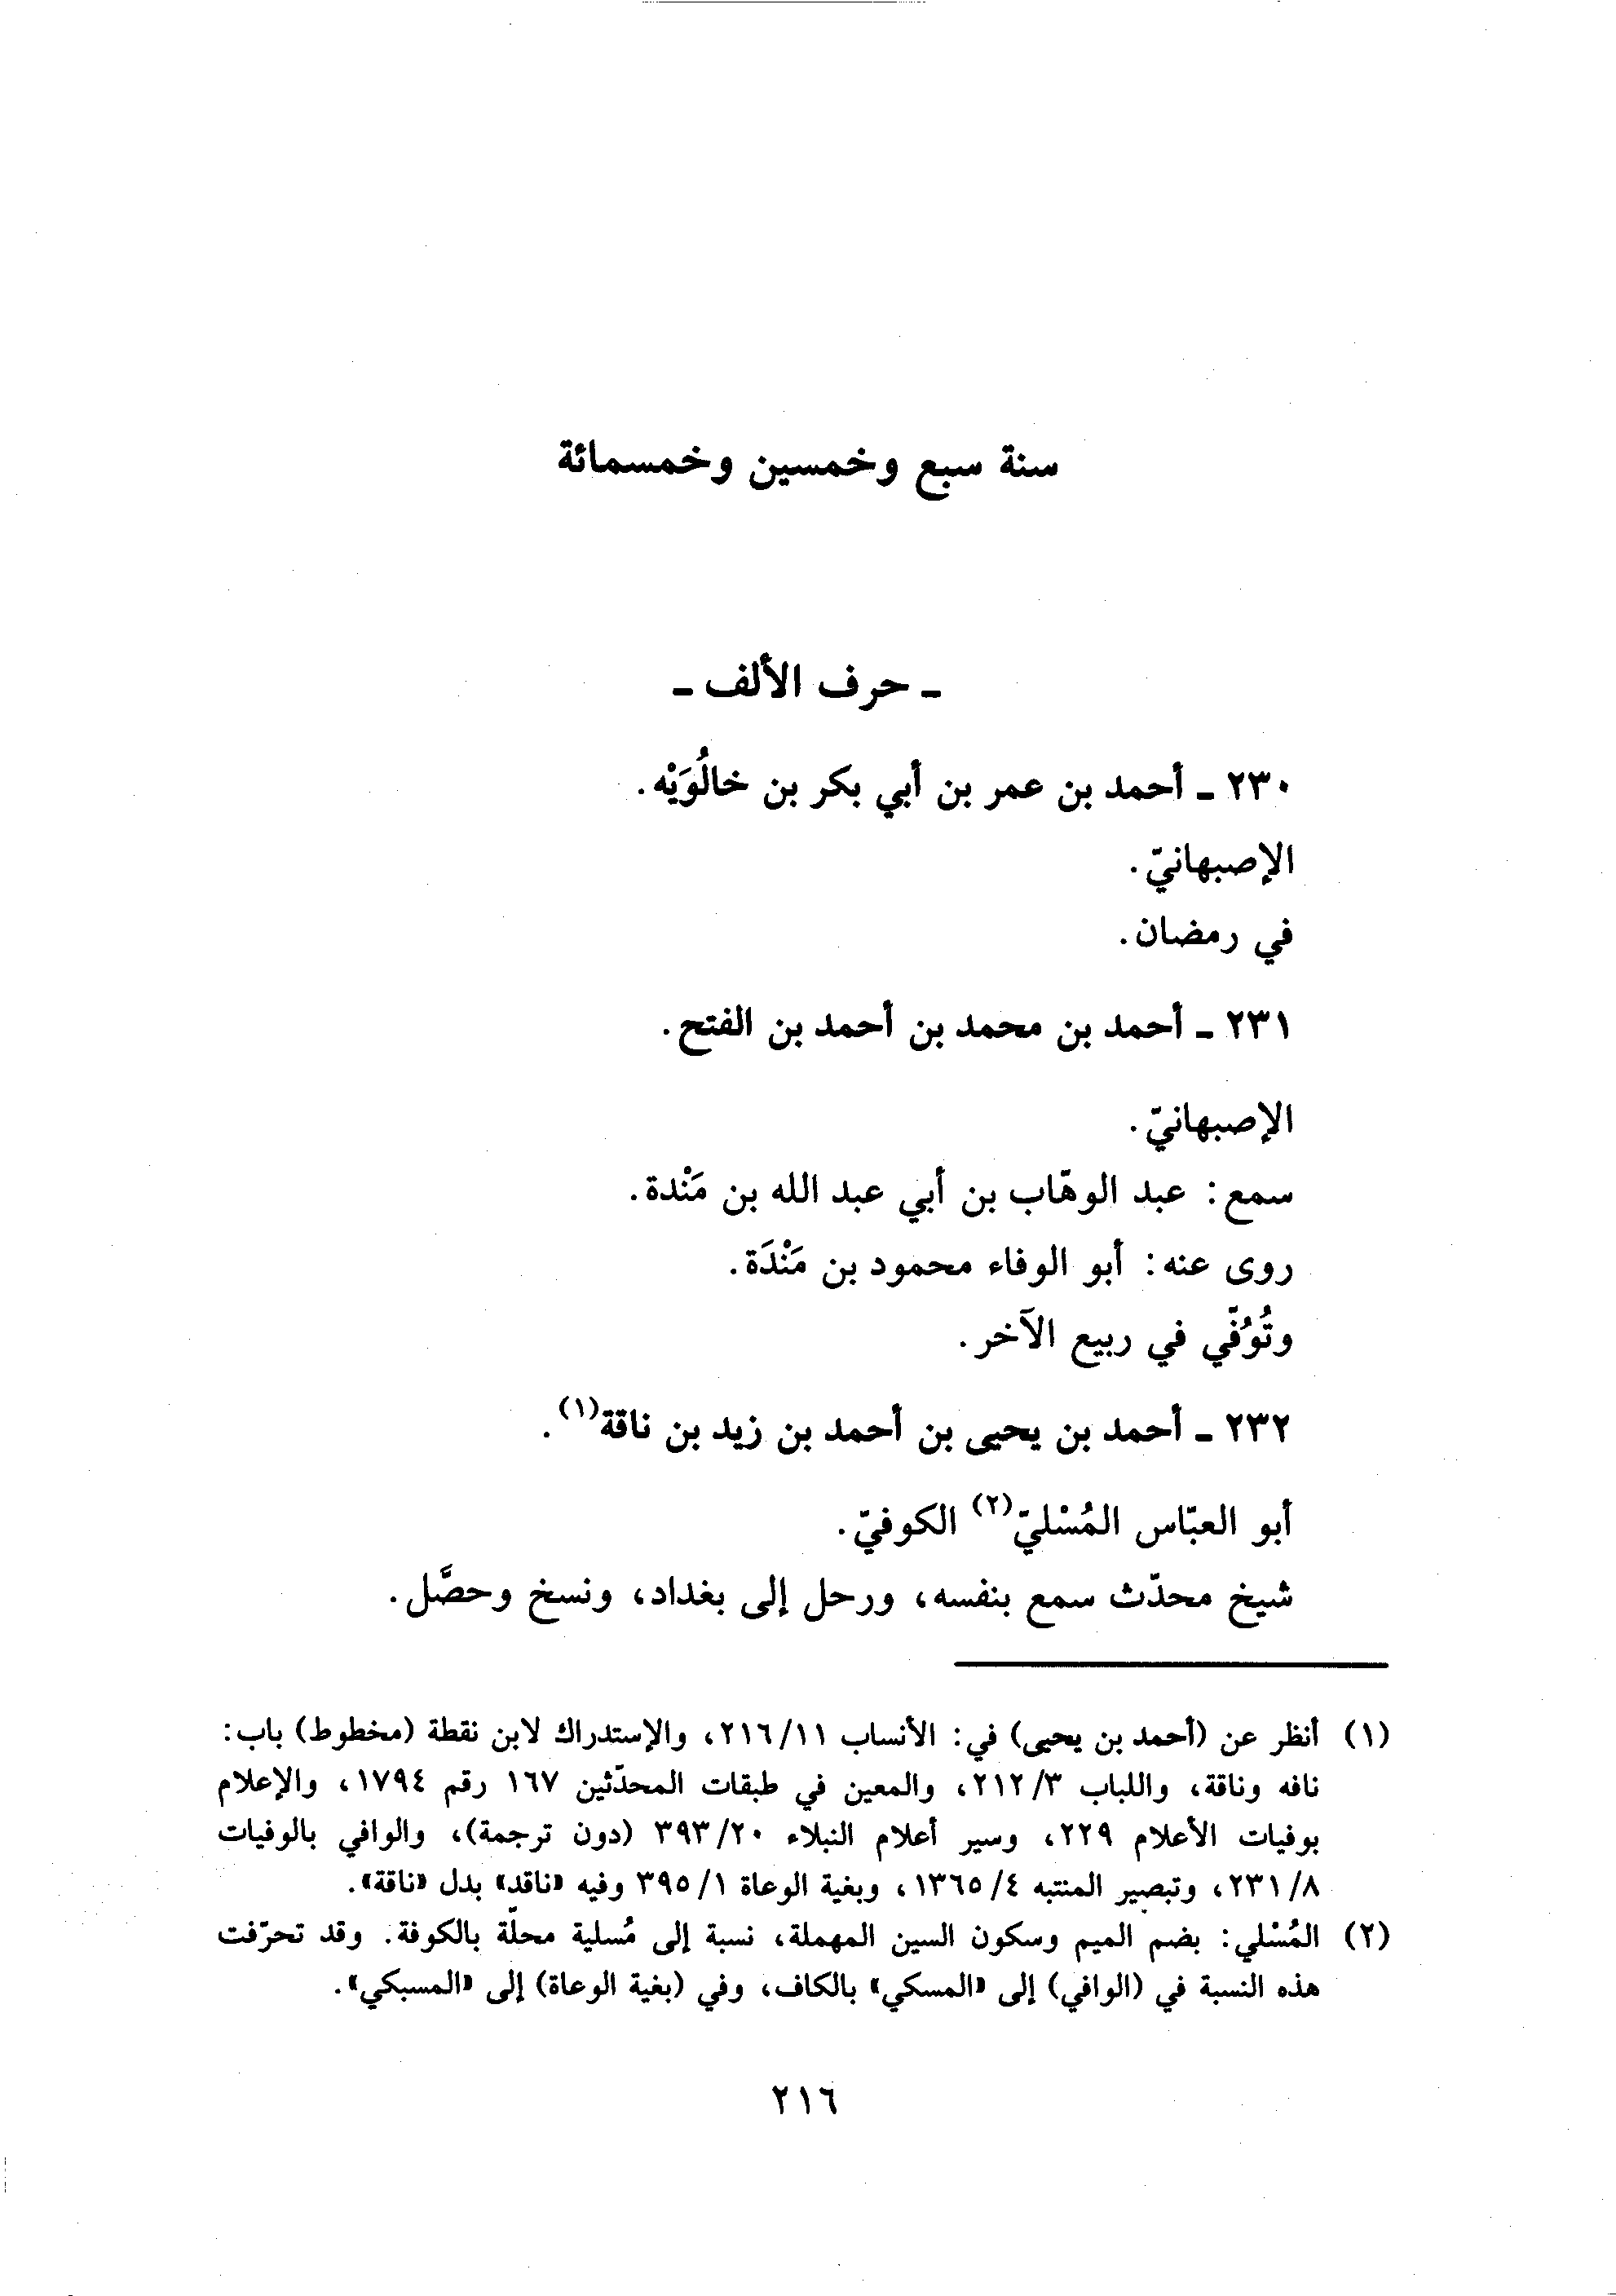 سنة سبع وخمسين وخمسمائة
ـ حرف الألف ـ
٢٣٠ ـ أحمد بن عمر بن أبي بكر بن خالُوَيْه.
الإصبهانيّ.
في رمضان.
٢٣١ ـ أحمد بن محمد بن أحمد بن الفتح.
الإصبهانيّ.
سمع: عبد الوهّاب بن أبي عبد الله بن مَنْدة.
روى عنه: أبو الوفاء محمود بن مَنْدَة.
وتُوُفّي في ربيع الآخر.
٢٣٢ ـ أحمد بن يحيى بن أحمد بن زيد بن ناقة(١).
أبو العبّاس المُسْليّ(٢) الكوفيّ.
شيخ محدّث سمع بنفسه، ورحل إلى بغداد، ونسخ وحصَّل.
(١) أنظر عن (أحمد بن يحيى) في: الأنساب ٢١٦/١١، والإستدراك لابن نقطة (مخطوط) باب:
نافه وناقة، واللباب ٢١٢/٣، والمعين في طبقات المحدّثين ١٦٧ رقم ١٧٩٤، والإعلام
بوفيات الأعلام ٢٢٩، وسير أعلام النبلاء ٣٩٣/٢٠ (دون ترجمة)، والوافي بالوفيات
٢٣١/٨، وتبصير المنتبه ١٣٦٥/٤، وبغية الوعاة ٣٩٥/١ وفيه «ناقد» بدل «ناقة».
(٢) المُسْلي: بضم الميم وسكون السين المهملة، نسبة إلى مُسلية محلّة بالكوفة. وقد تحرّفت
هذه النسبة في (الوافي) إلى «المسكي» بالكاف، وفي (بغية الوعاة) إلى «المسبكي».
٢١٦